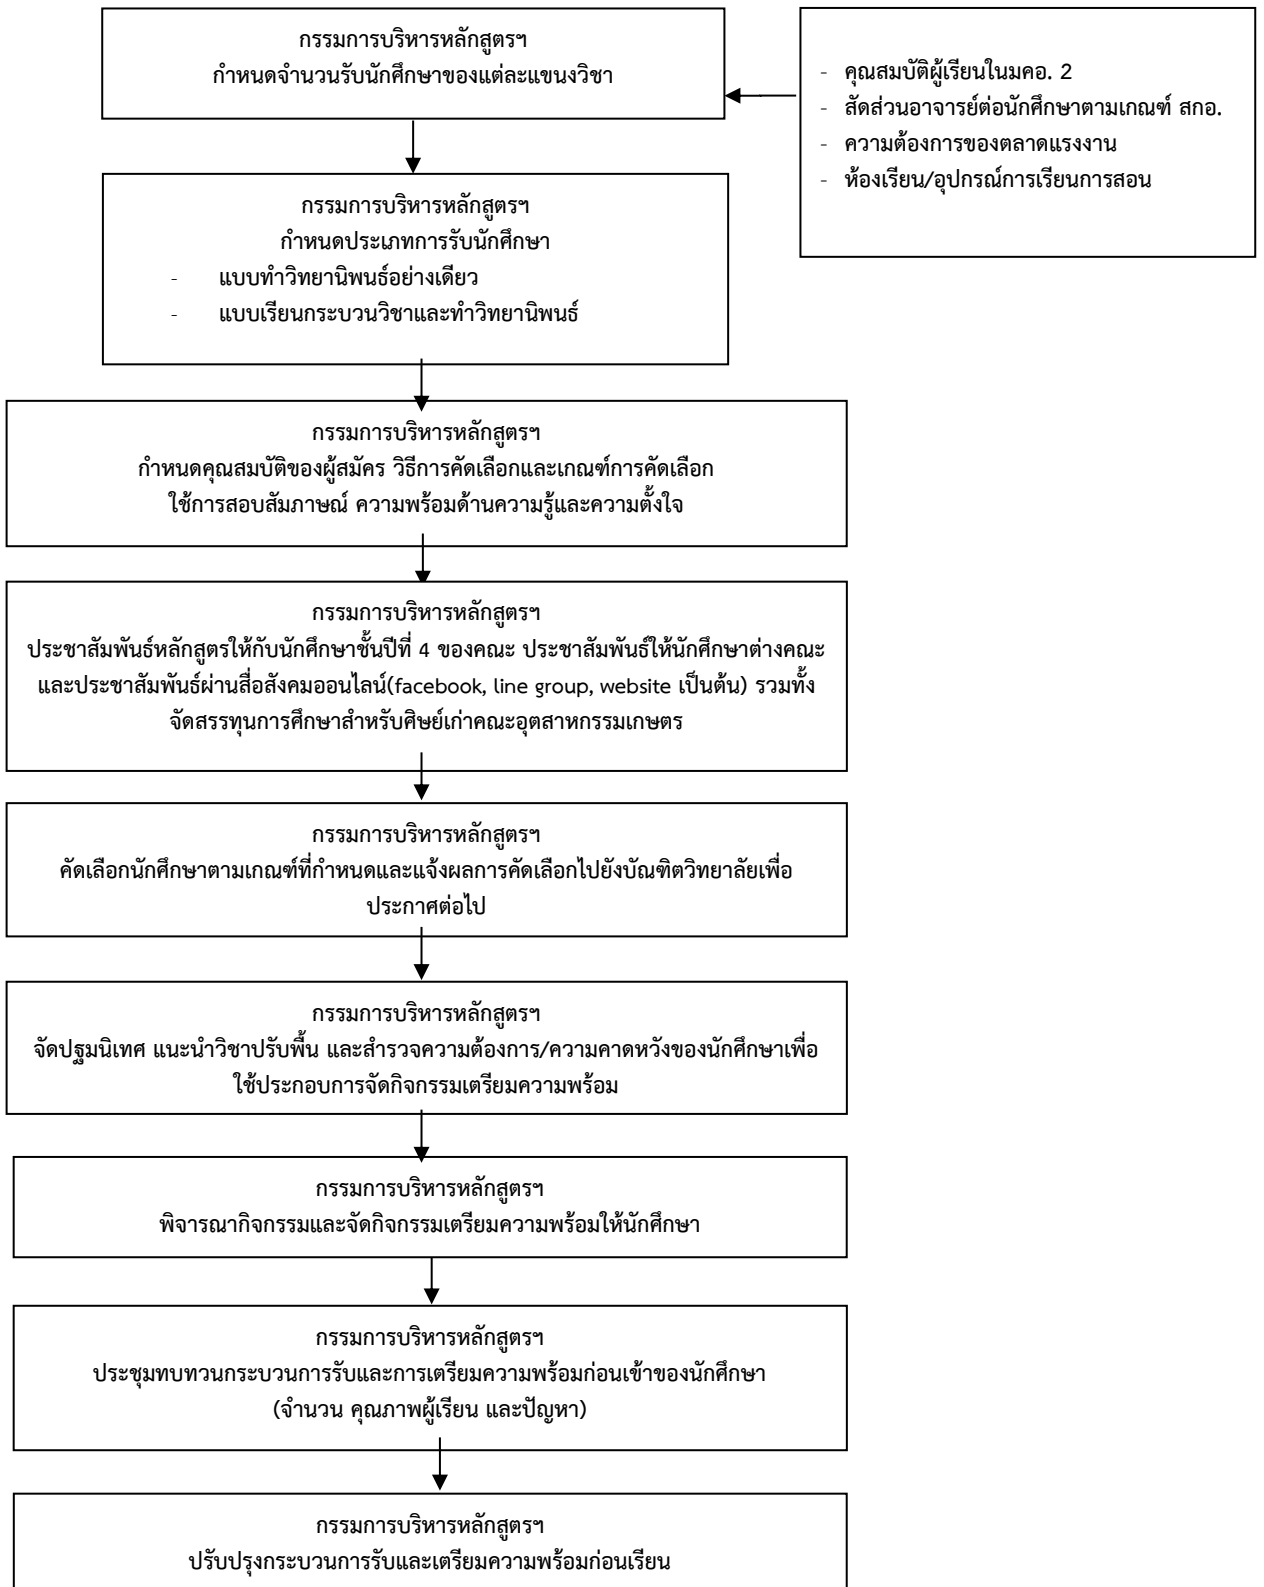 กรรมการบริหารหลักสูตรฯ
กำหนดจำนวนรับนักศึกษาของแต่ละแขนงวิชา
- คุณสมบัติผู้เรียนในมคอ. 2
- สัดส่วนอาจารย์ต่อนักศึกษาตามเกณฑ์ สกอ.
- ความต้องการของตลาดแรงงาน
- ห้องเรียน/อุปกรณ์การเรียนการสอน
กรรมการบริหารหลักสูตรฯ
กำหนดประเภทการรับนักศึกษา
- แบบทำวิทยานิพนธ์อย่างเดียว
- แบบเรียนกระบวนวิชาและทำวิทยานิพนธ์
กรรมการบริหารหลักสูตรฯ
กำหนดคุณสมบัติของผู้สมัคร วิธีการคัดเลือกและเกณฑ์การคัดเลือก
ใช้การสอบสัมภาษณ์ ความพร้อมด้านความรู้และความตั้งใจ
กรรมการบริหารหลักสูตรฯ
ประชาสัมพันธ์หลักสูตรให้กับนักศึกษาชั้นปีที่ 4 ของคณะ ประชาสัมพันธ์ให้นักศึกษาต่างคณะ
และประชาสัมพันธ์ผ่านสื่อสังคมออนไลน์(facebook, line group, website เป็นต้น) รวมทั้ง
จัดสรรทุนการศึกษาสำหรับศิษย์เก่าคณะอุตสาหกรรมเกษตร
กรรมการบริหารหลักสูตรฯ
คัดเลือกนักศึกษาตามเกณฑ์ที่กำหนดและแจ้งผลการคัดเลือกไปยังบัณฑิตวิทยาลัยเพื่อ
ประกาศต่อไป
กรรมการบริหารหลักสูตรฯ
จัดปฐมนิเทศ แนะนำวิชาปรับพื้น และสำรวจความต้องการ/ความคาดหวังของนักศึกษาเพื่อ
ใช้ประกอบการจัดกิจกรรมเตรียมความพร้อม
กรรมการบริหารหลักสูตรฯ
พิจารณากิจกรรมและจัดกิจกรรมเตรียมความพร้อมให้นักศึกษา
กรรมการบริหารหลักสูตรฯ
ประชุมทบทวนกระบวนการรับและการเตรียมความพร้อมก่อนเข้าของนักศึกษา
(จำนวน คุณภาพผู้เรียน และปัญหา)
กรรมการบริหารหลักสูตรฯ
ปรับปรุงกระบวนการรับและเตรียมความพร้อมก่อนเรียน